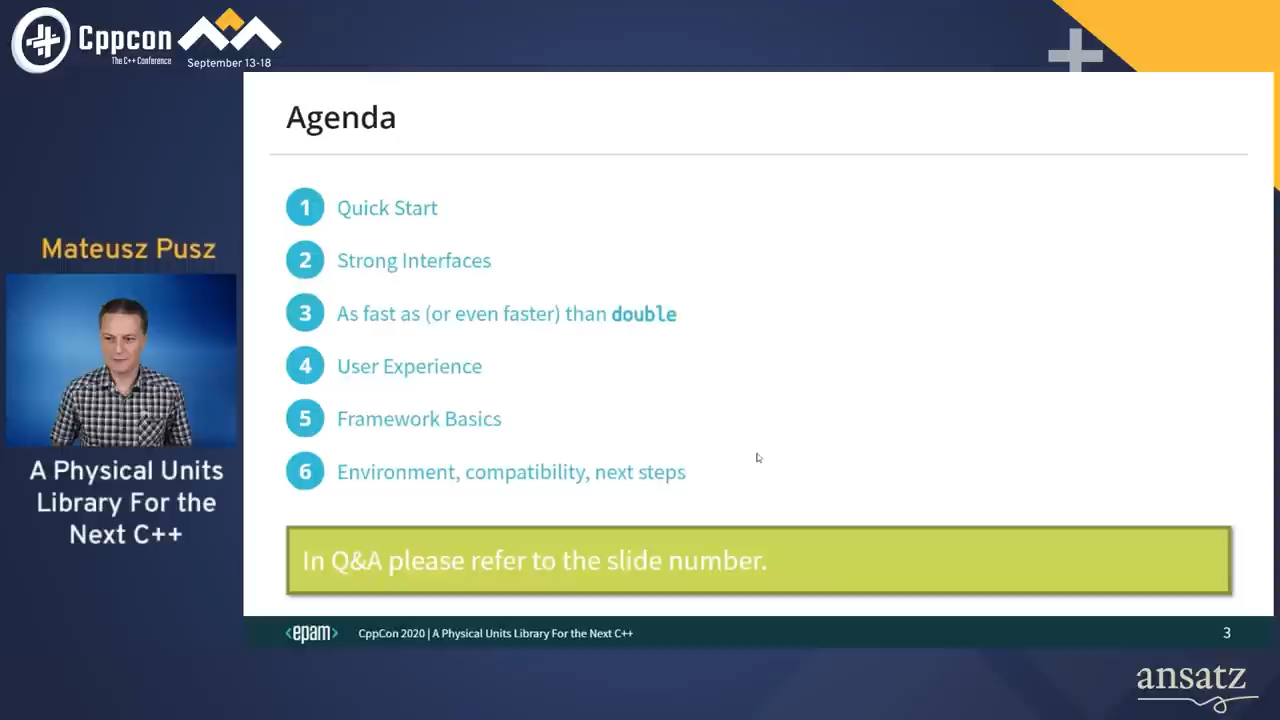 Cppcon
The C++ Conference
September 13-18
Mateusz Pusz
A Physical Units
Library For the
Next C++
Agenda
1 Quick Start
2 Strong Interfaces
3 As fast as (or even faster) than double
4 User Experience
5 Framework Basics
6 Environment, compatibility, next steps
In Q&A please refer to the slide number.
<epam> CppCon 2020 | A Physical Units Library For the Next C++ 3
ansatz